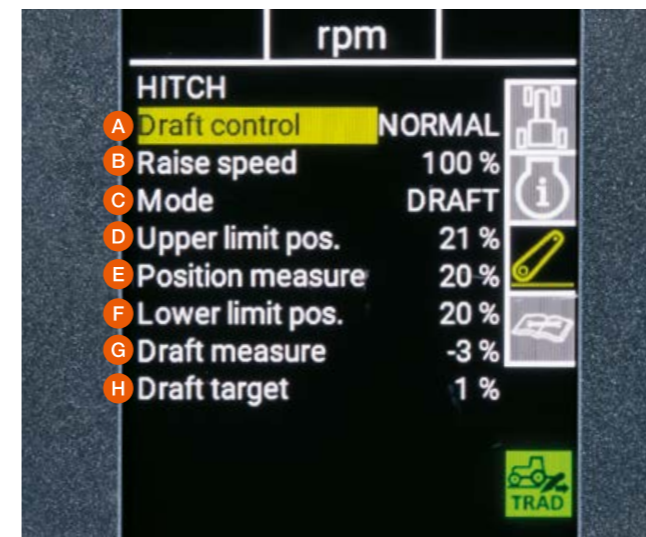 rpm
HITCH
A Draft control NORMAL
B Raise speed 100 %
C Mode DRAFT
D Upper limit pos. 21 %
E Position measure 20 %
F Lower limit pos. 20 %
G Draft measure -3 %
H Draft target 1 %
i
TRAD